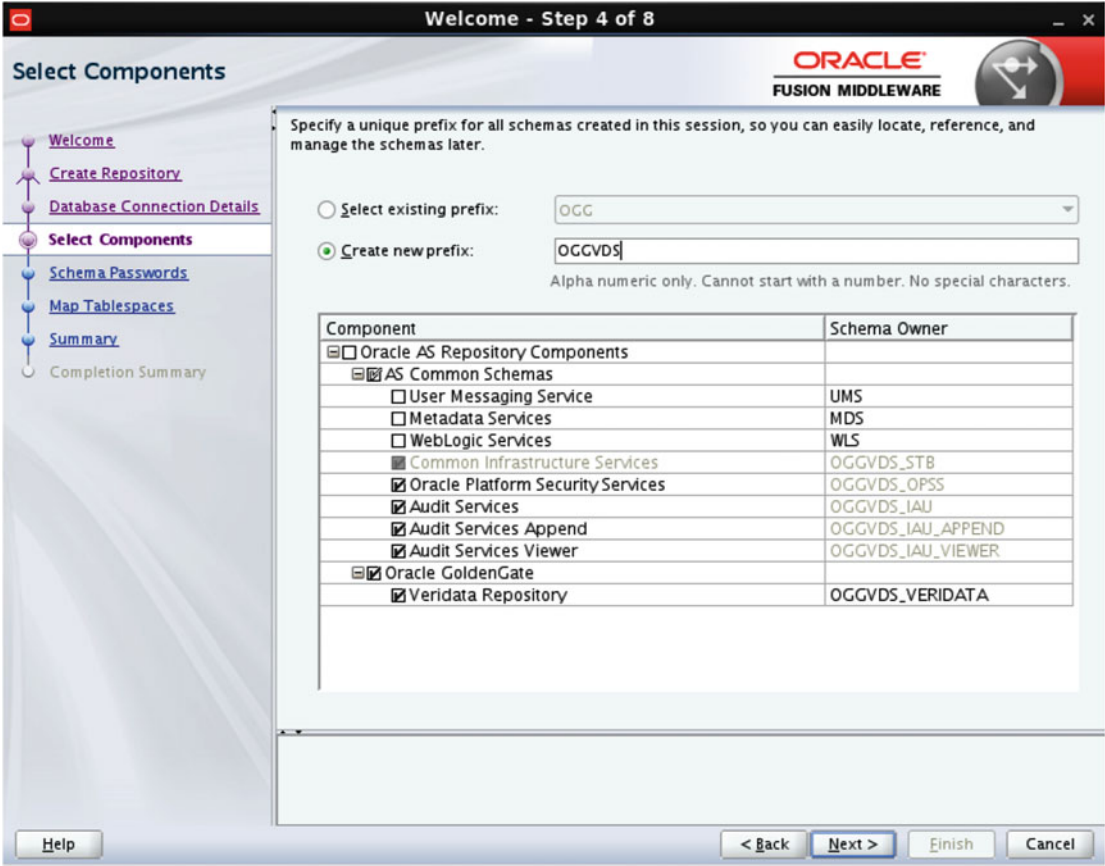 Welcome - Step 4 of 8
Select Components
ORACLE
FUSION MIDDLEWARE
Welcome
Create Repository
Database Connection Details
Select Components
Schema Passwords
Map Tablespaces
Summary
Completion Summary
Specify a unique prefix for all schemas created in this session, so you can easily locate, reference, and
manage the schemas later.
Select existing prefix: OGG
Create new prefix: OGGVDS
Alpha numeric only. Cannot start with a number. No special characters.
Component Schema Owner
Oracle AS Repository Components
AS Common Schemas
User Messaging Service UMS
Metadata Services MDS
WebLogic Services WLS
Common Infrastructure Services OGGVDS_STB
Oracle Platform Security Services OGGVDS_OPSS
Audit Services OGGVDS_IAU
Audit Services Append OGGVDS_IAU_APPEND
Audit Services Viewer OGGVDS_IAU_VIEWER
Oracle GoldenGate
Veridata Repository OGGVDS_VERIDATA
Help < Back Next > Finish Cancel